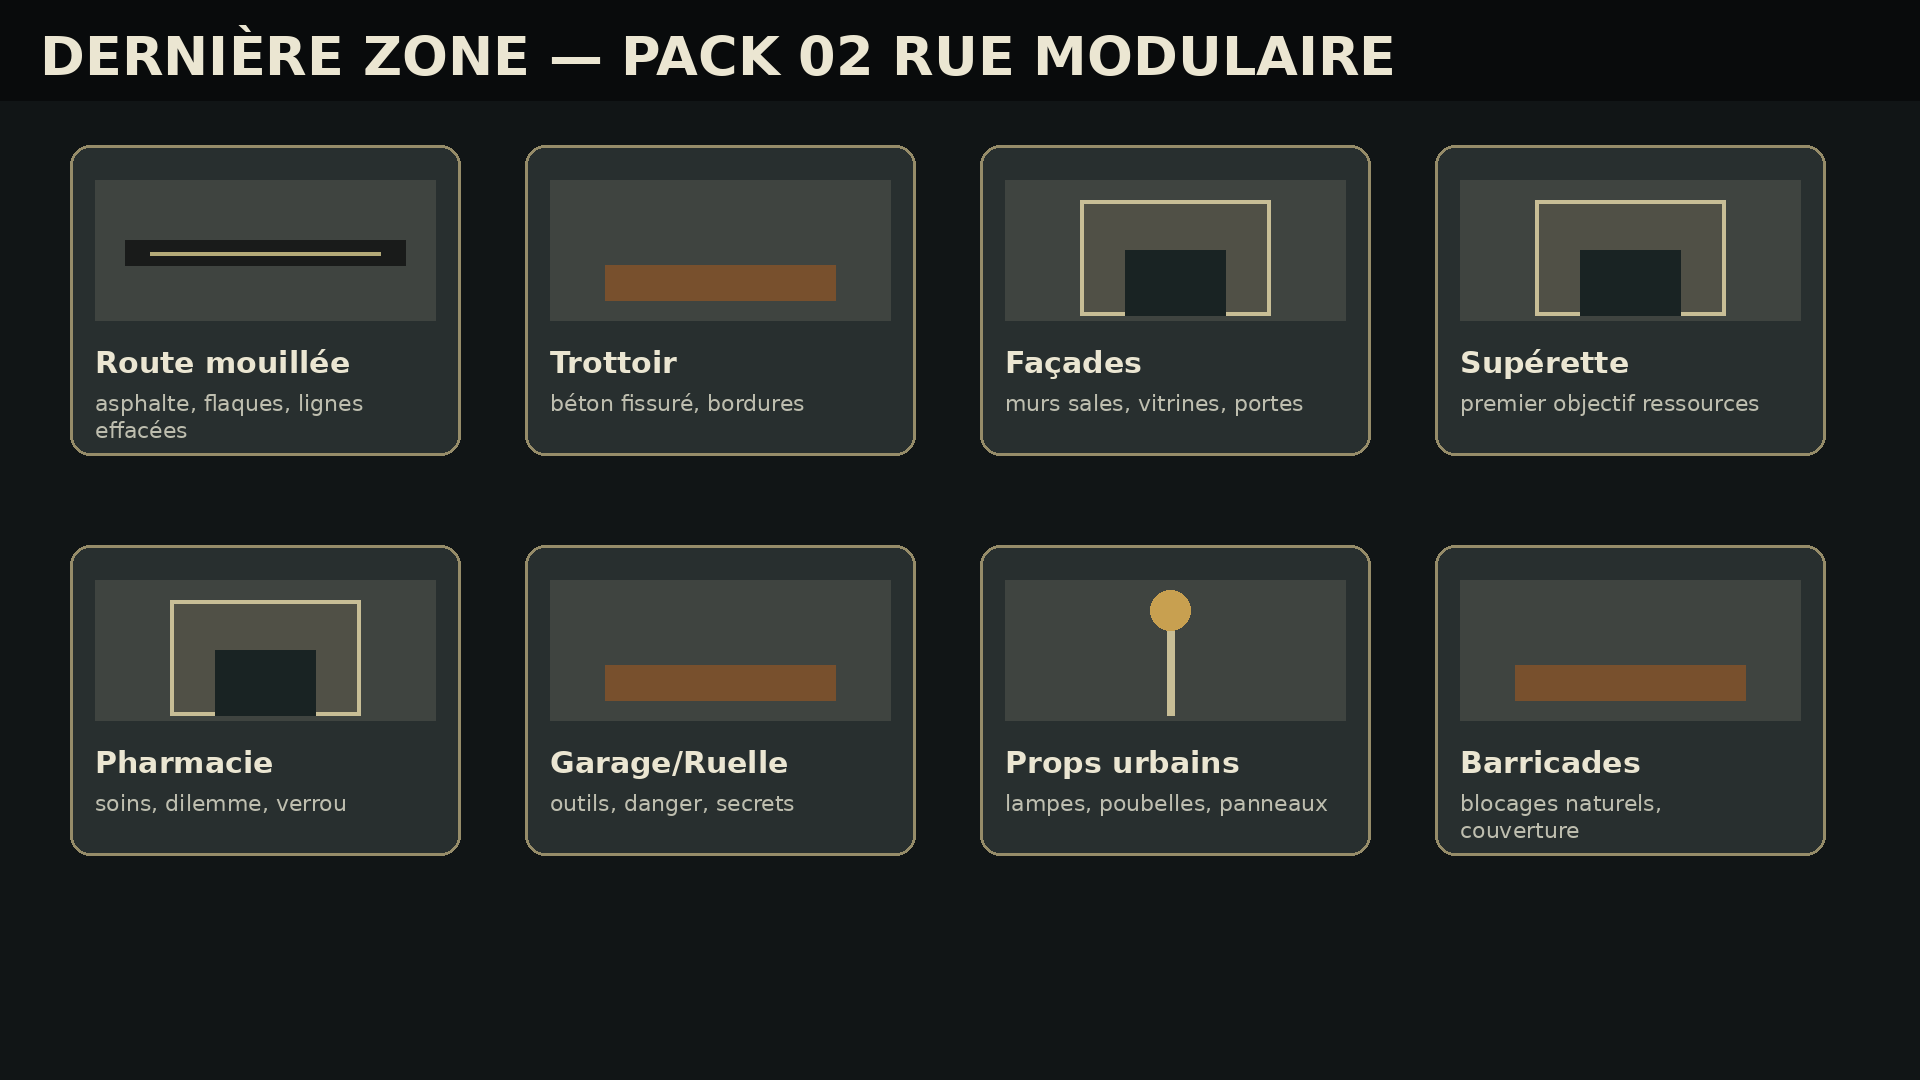 DERNIÈRE ZONE — PACK 02 RUE MODULAIRE
Route mouillée
asphalte, flaques, lignes
effacées
Trottoir
béton fissuré, bordures
Façades
murs sales, vitrines, portes
Supérette
premier objectif ressources
Pharmacie
soins, dilemme, verrou
Garage/Ruelle
outils, danger, secrets
Props urbains
lampes, poubelles, panneaux
Barricades
blocages naturels,
couverture